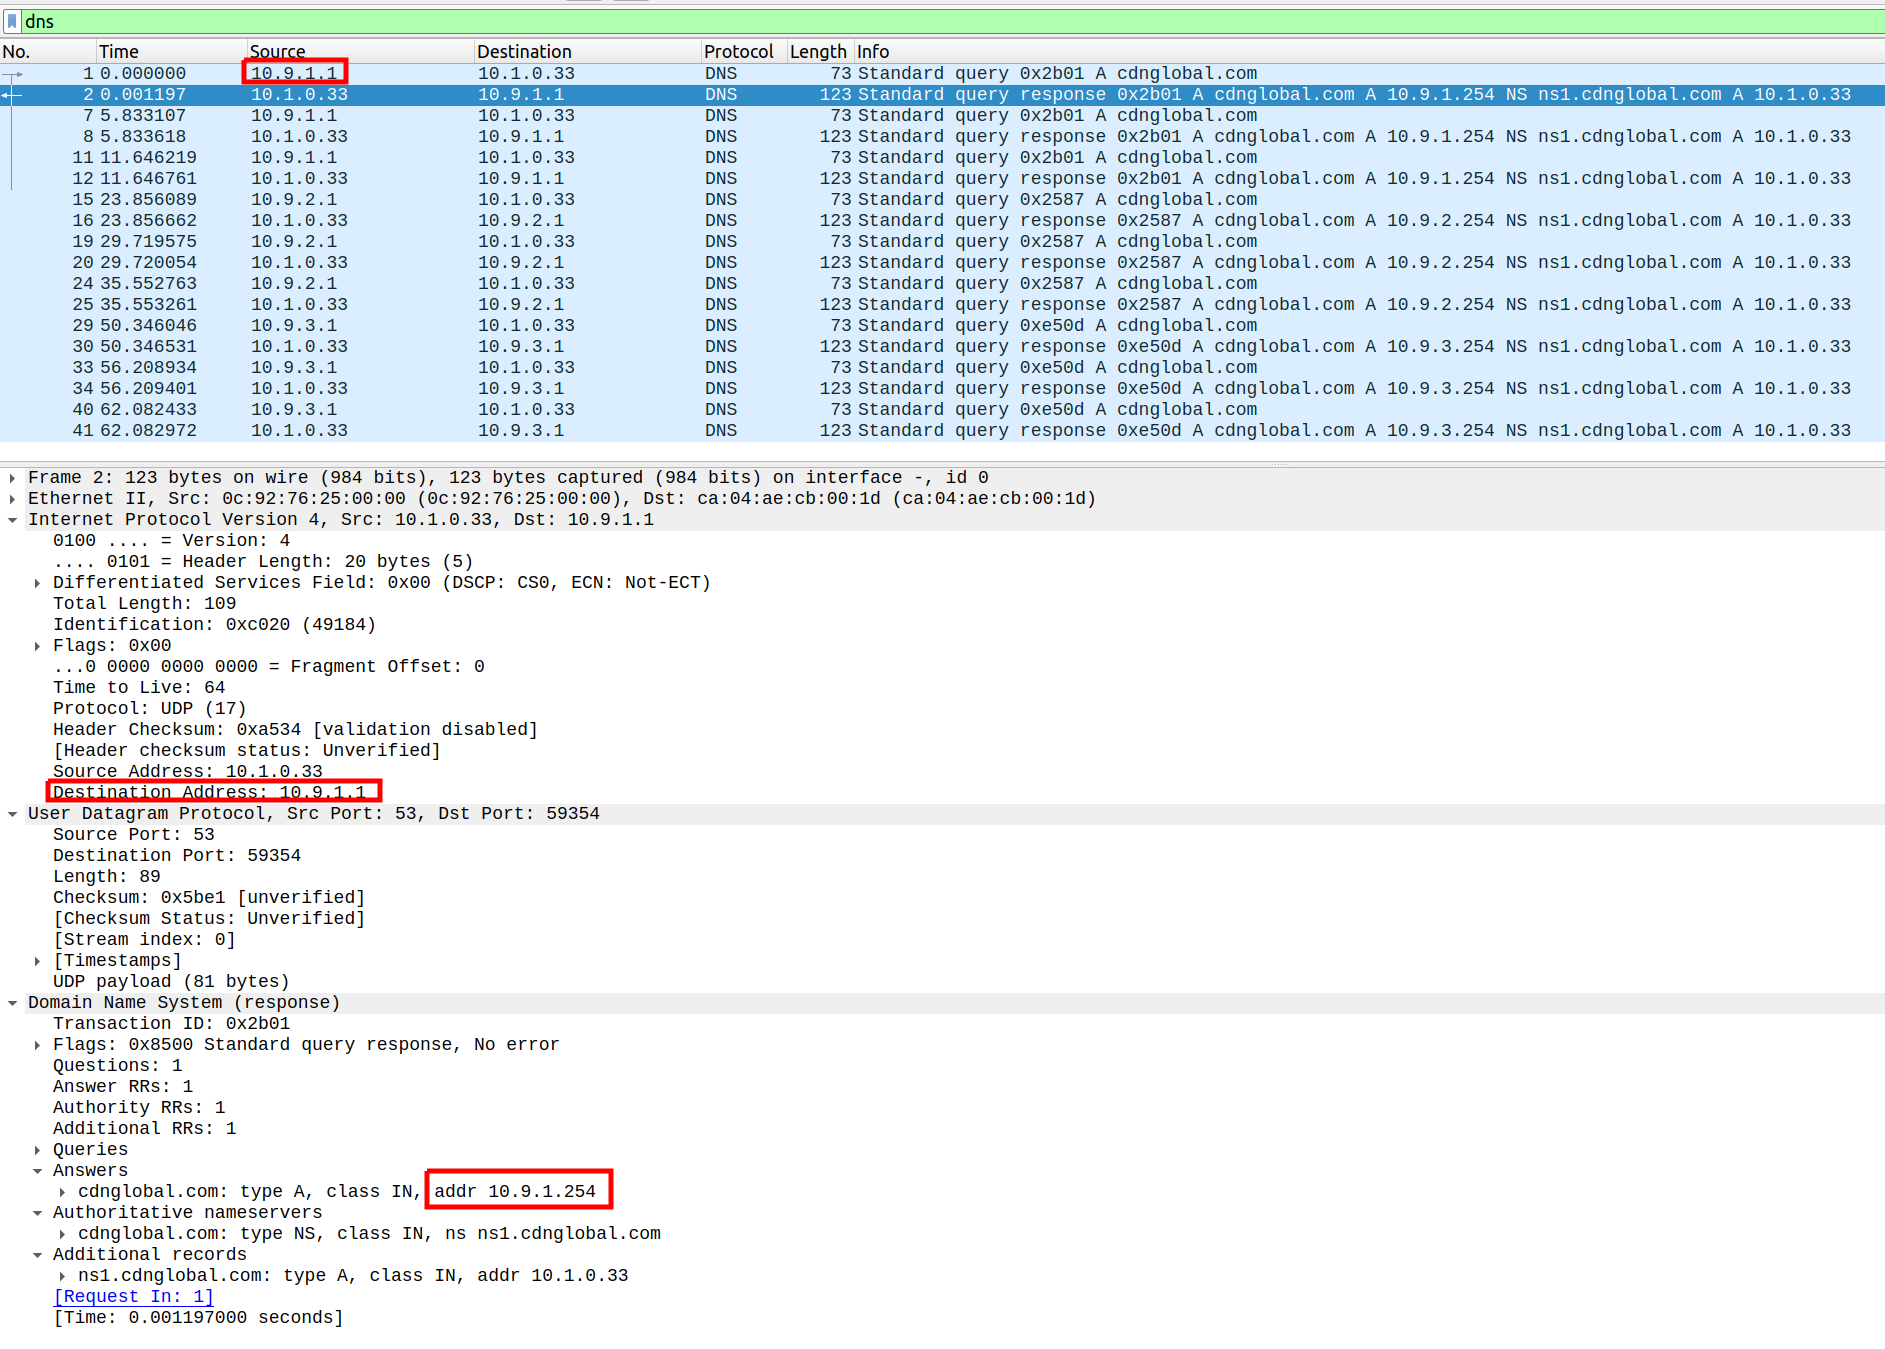 dns
No. Time Source Destination Protocol Length Info
1 0.000000 10.9.1.1 10.1.0.33 DNS 73 Standard query 0x2b01 A cdnglobal.com
2 0.001197 10.1.0.33 10.9.1.1 DNS 123 Standard query response 0x2b01 A cdnglobal.com A 10.9.1.254 NS ns1.cdnglobal.com A 10.1.0.33
7 5.833107 10.9.1.1 10.1.0.33 DNS 73 Standard query 0x2b01 A cdnglobal.com
8 5.833618 10.1.0.33 10.9.1.1 DNS 123 Standard query response 0x2b01 A cdnglobal.com A 10.9.1.254 NS ns1.cdnglobal.com A 10.1.0.33
11 11.646219 10.9.1.1 10.1.0.33 DNS 73 Standard query 0x2b01 A cdnglobal.com
12 11.646761 10.1.0.33 10.9.1.1 DNS 123 Standard query response 0x2b01 A cdnglobal.com A 10.9.1.254 NS ns1.cdnglobal.com A 10.1.0.33
15 23.856089 10.9.2.1 10.1.0.33 DNS 73 Standard query 0x2587 A cdnglobal.com
16 23.856662 10.1.0.33 10.9.2.1 DNS 123 Standard query response 0x2587 A cdnglobal.com A 10.9.2.254 NS ns1.cdnglobal.com A 10.1.0.33
19 29.719575 10.9.2.1 10.1.0.33 DNS 73 Standard query 0x2587 A cdnglobal.com
20 29.720054 10.1.0.33 10.9.2.1 DNS 123 Standard query response 0x2587 A cdnglobal.com A 10.9.2.254 NS ns1.cdnglobal.com A 10.1.0.33
24 35.552763 10.9.2.1 10.1.0.33 DNS 73 Standard query 0x2587 A cdnglobal.com
25 35.553261 10.1.0.33 10.9.2.1 DNS 123 Standard query response 0x2587 A cdnglobal.com A 10.9.2.254 NS ns1.cdnglobal.com A 10.1.0.33
29 50.346046 10.9.3.1 10.1.0.33 DNS 73 Standard query 0xe50d A cdnglobal.com
30 50.346531 10.1.0.33 10.9.3.1 DNS 123 Standard query response 0xe50d A cdnglobal.com A 10.9.3.254 NS ns1.cdnglobal.com A 10.1.0.33
33 56.208934 10.9.3.1 10.1.0.33 DNS 73 Standard query 0xe50d A cdnglobal.com
34 56.209401 10.1.0.33 10.9.3.1 DNS 123 Standard query response 0xe50d A cdnglobal.com A 10.9.3.254 NS ns1.cdnglobal.com A 10.1.0.33
40 62.082433 10.9.3.1 10.1.0.33 DNS 73 Standard query 0xe50d A cdnglobal.com
41 62.082972 10.1.0.33 10.9.3.1 DNS 123 Standard query response 0xe50d A cdnglobal.com A 10.9.3.254 NS ns1.cdnglobal.com A 10.1.0.33
Frame 2: 123 bytes on wire (984 bits), 123 bytes captured (984 bits) on interface -, id 0
Ethernet II, Src: 0c:92:76:25:00:00 (0c:92:76:25:00:00), Dst: ca:04:ae:cb:00:1d (ca:04:ae:cb:00:1d)
Internet Protocol Version 4, Src: 10.1.0.33, Dst: 10.9.1.1
0100 .... = Version: 4
.... 0101 = Header Length: 20 bytes (5)
Differentiated Services Field: 0x00 (DSCP: CS0, ECN: Not-ECT)
Total Length: 109
Identification: 0xc020 (49184)
Flags: 0x00
...0 0000 0000 0000 = Fragment Offset: 0
Time to Live: 64
Protocol: UDP (17)
Header Checksum: 0xa534 [validation disabled]
[Header checksum status: Unverified]
Source Address: 10.1.0.33
Destination Address: 10.9.1.1
User Datagram Protocol, Src Port: 53, Dst Port: 59354
Source Port: 53
Destination Port: 59354
Length: 89
Checksum: 0x5be1 [unverified]
[Checksum Status: Unverified]
[Stream index: 0]
[Timestamps]
UDP payload (81 bytes)
Domain Name System (response)
Transaction ID: 0x2b01
Flags: 0x8500 Standard query response, No error
Questions: 1
Answer RRs: 1
Authority RRs: 1
Additional RRs: 1
Queries
Answers
cdnglobal.com: type A, class IN, addr 10.9.1.254
Authoritative nameservers
cdnglobal.com: type NS, class IN, ns ns1.cdnglobal.com
Additional records
ns1.cdnglobal.com: type A, class IN, addr 10.1.0.33
[Request In: 1]
[Time: 0.001197000 seconds]